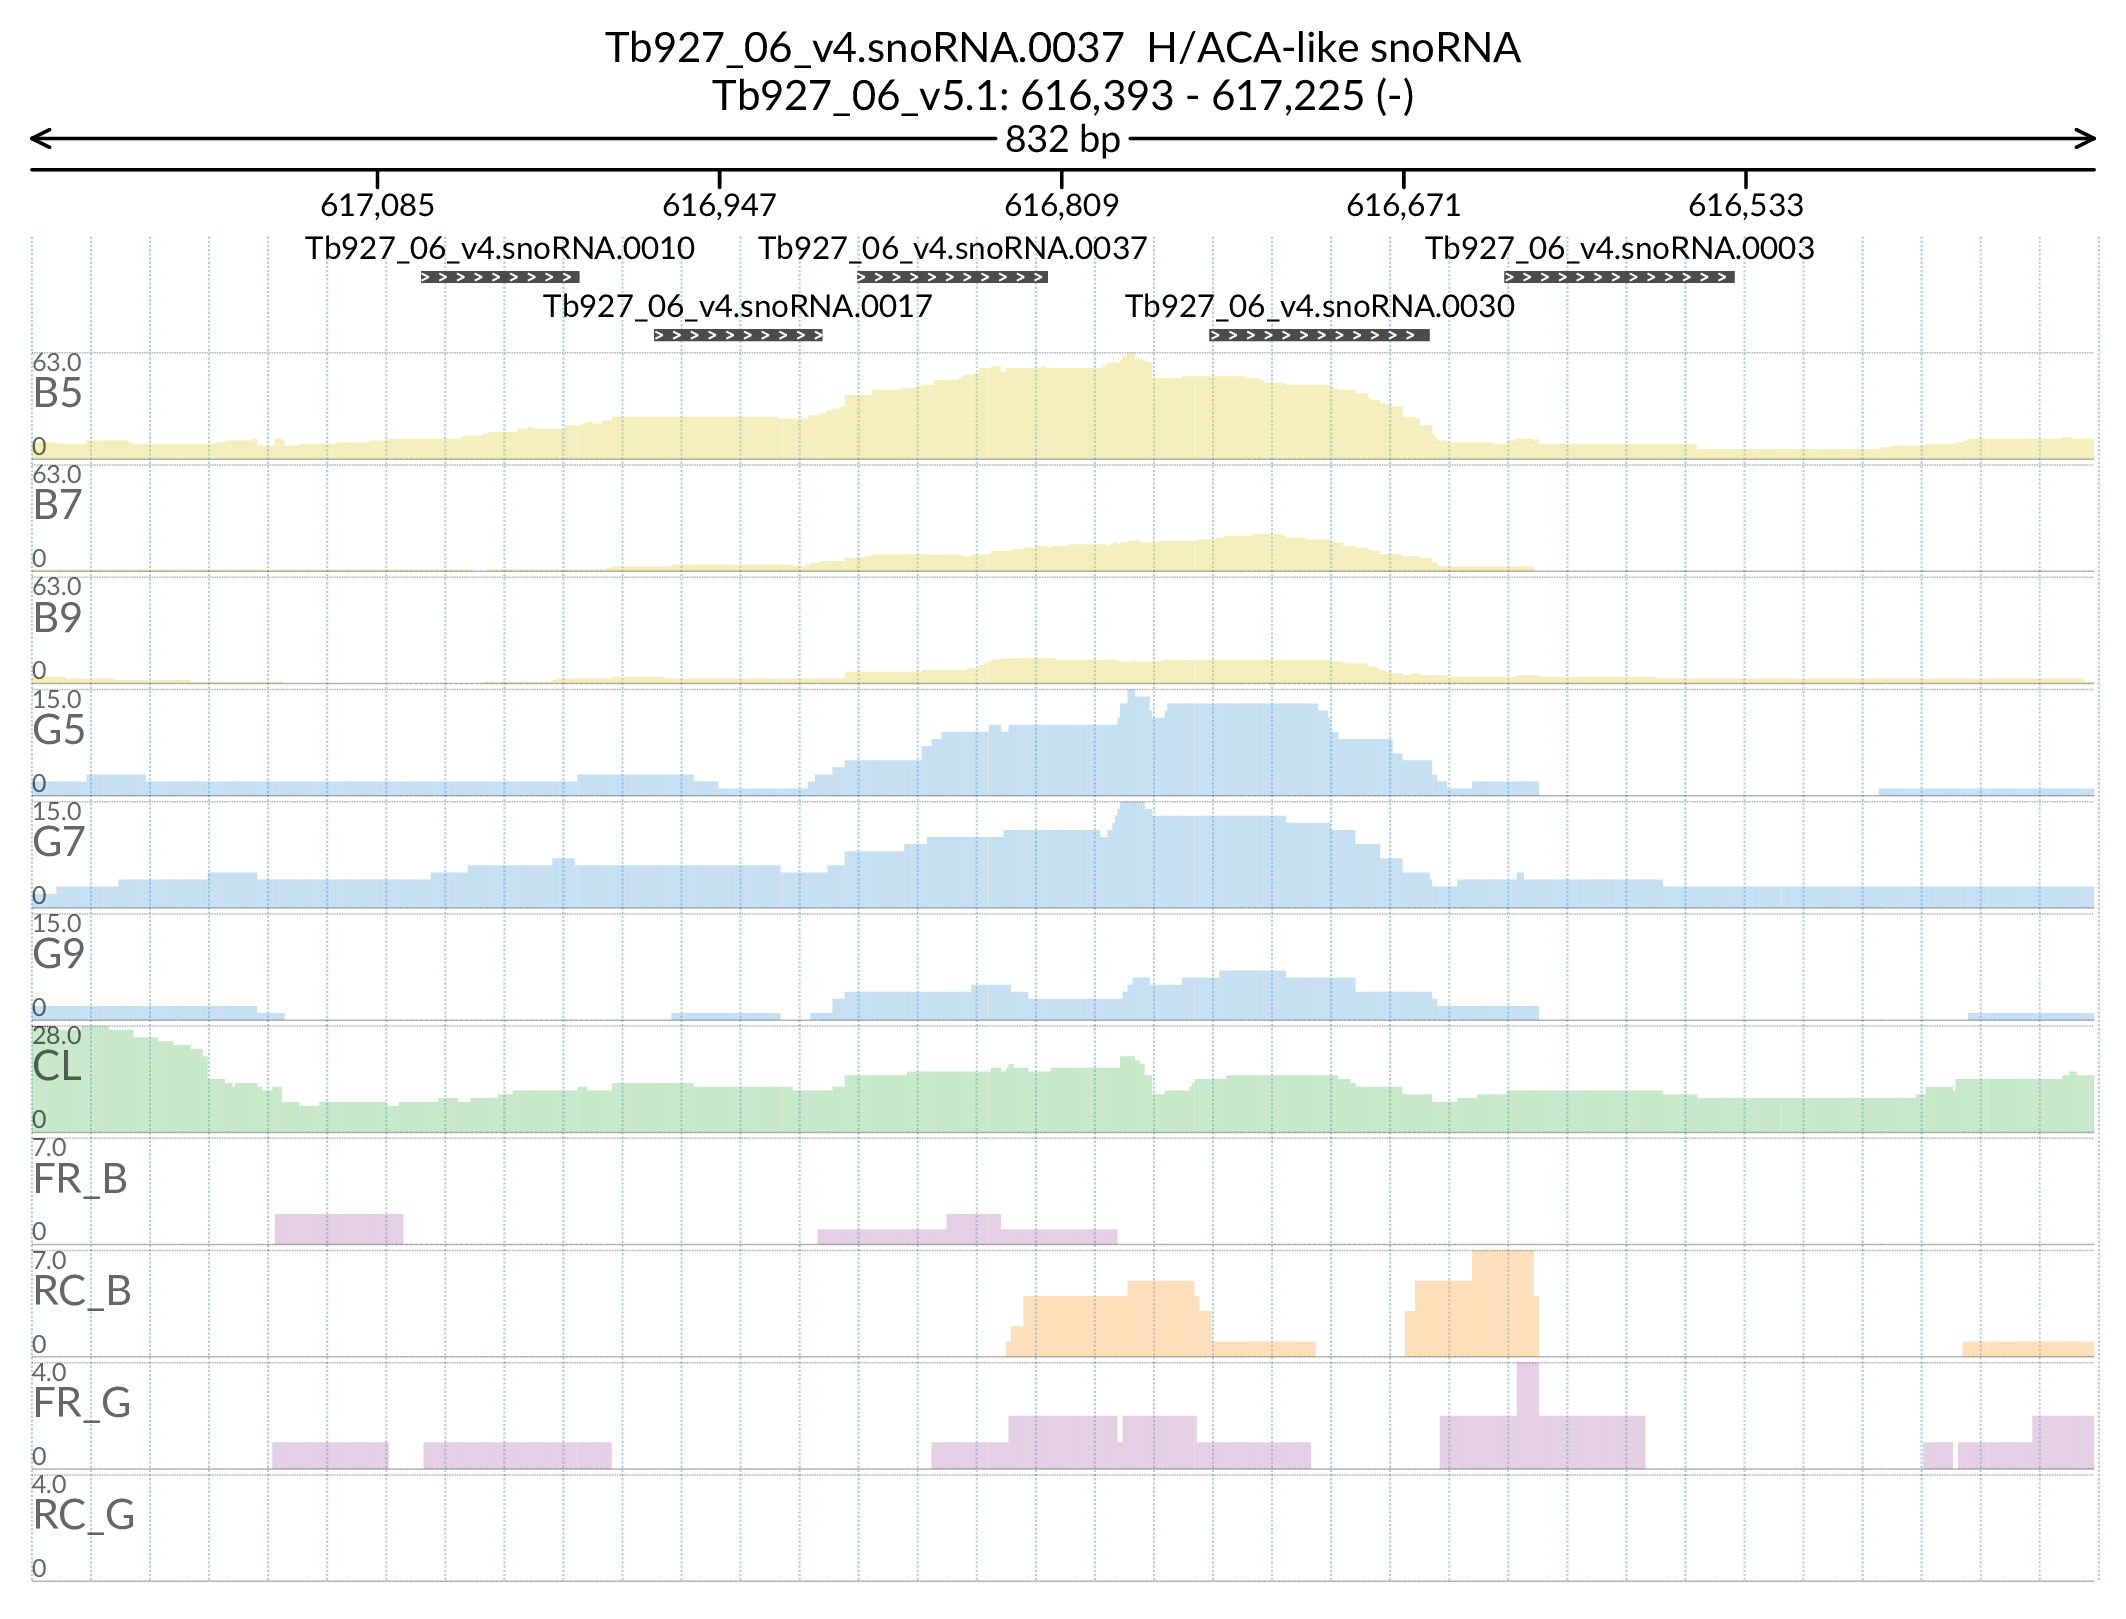 Tb927_06_v4.snoRNA.0037 H/ACA-like snoRNA
Tb927_06_v5.1: 616,393 - 617,225 (-)
832 bp
617,085 616,947 616,809 616,671 616,533
Tb927_06_v4.snoRNA.0010 Tb927_06_v4.snoRNA.0037 Tb927_06_v4.snoRNA.0003
Tb927_06_v4.snoRNA.0017 Tb927_06_v4.snoRNA.0030
63.0
B5
0
63.0
B7
0
63.0
B9
0
15.0
G5
0
15.0
G7
0
15.0
G9
0
28.0
CL
0
7.0
FR_B
0
7.0
RC_B
0
4.0
FR_G
0
4.0
RC_G
0